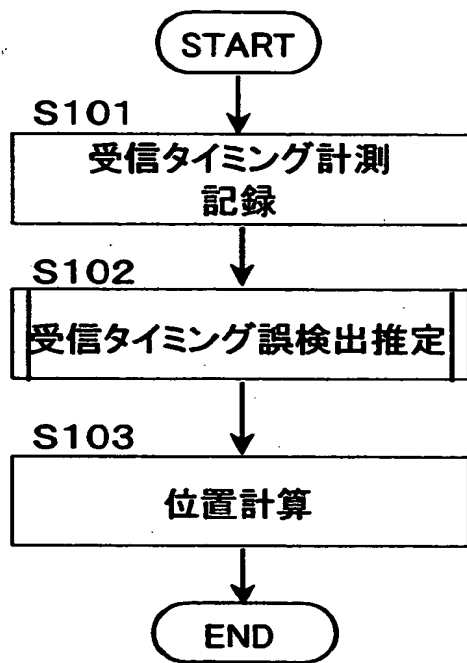 START
S101
受信タイミング計測
記録
S102
受信タイミング誤検出推定
S103
位置計算
END